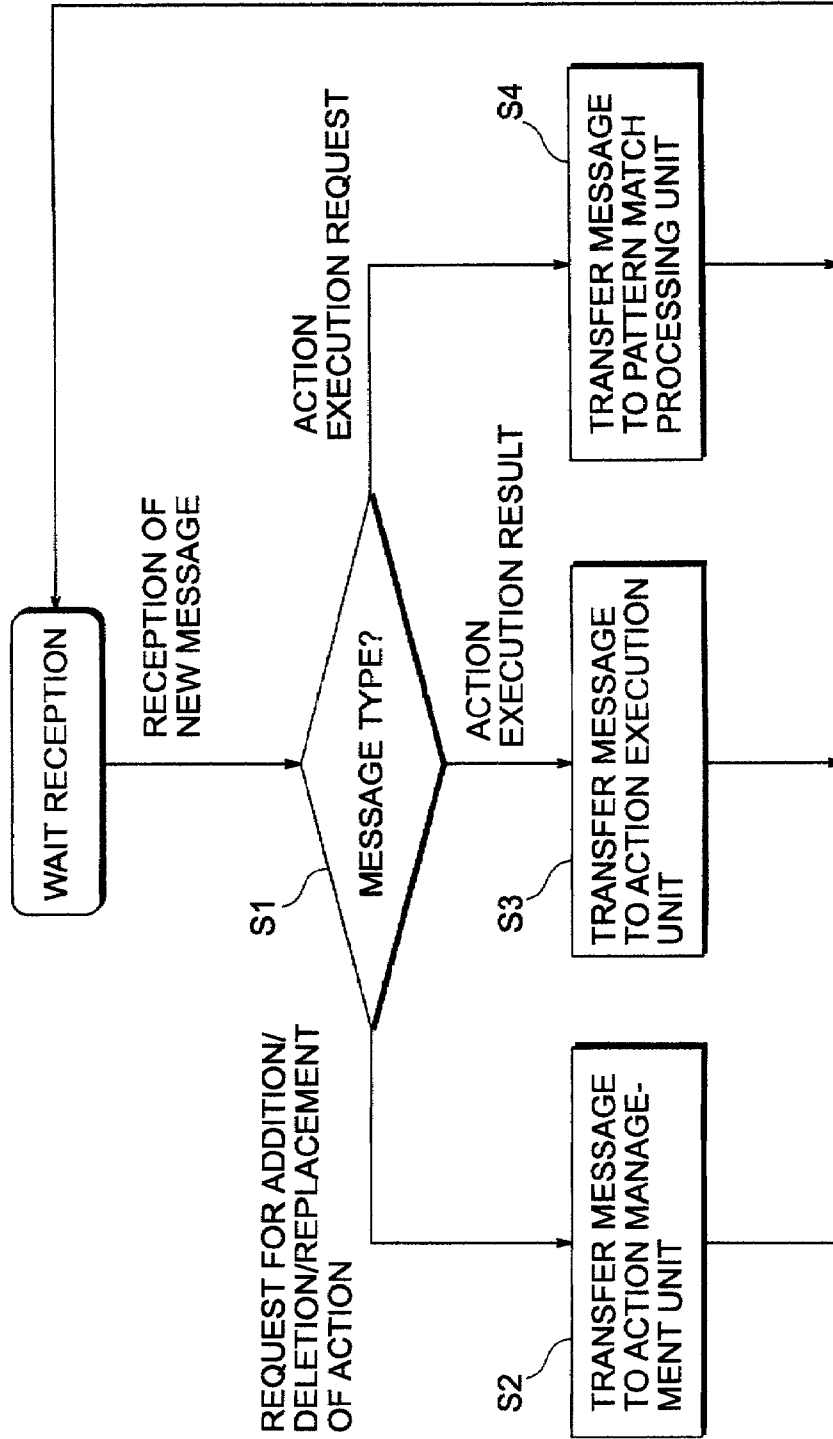 WAIT RECEPTION
RECEPTION OF
NEW MESSAGE
S1
MESSAGE TYPE?
REQUEST FOR ADDITION/
DELETION/REPLACEMENT
OF ACTION
ACTION
EXECUTION RESULT
ACTION
EXECUTION REQUEST
S2
TRANSFER MESSAGE
TO ACTION MANAGE-
MENT UNIT
S3
TRANSFER MESSAGE
TO ACTION EXECUTION
UNIT
S4
TRANSFER MESSAGE
TO PATTERN MATCH
PROCESSING UNIT